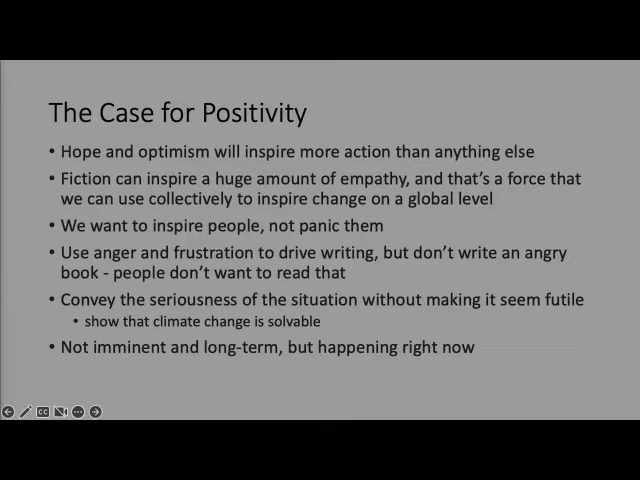 The Case for Positivity
• Hope and optimism will inspire more action than anything else
• Fiction can inspire a huge amount of empathy, and that's a force that
we can use collectively to inspire change on a global level
• We want to inspire people, not panic them
• Use anger and frustration to drive writing, but don't write an angry
book - people don't want to read that
• Convey the seriousness of the situation without making it seem futile
• show that climate change is solvable
• Not imminent and long-term, but happening right now
CC